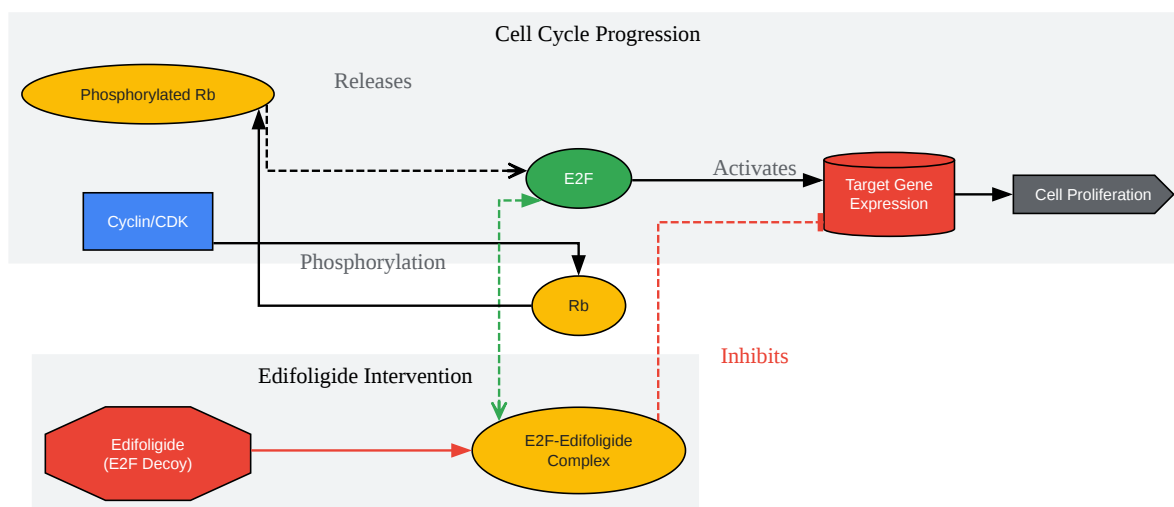 Cell Cycle Progression
Releases
Phosphorylated Rb
E2F
Activates
Target Gene
Expression
Cell Proliferation
Cyclin/CDK
Phosphorylation
Rb
Inhibits
Edifoligide Intervention
Edifoligide
(E2F Decoy)
E2F-Edifoligide
Complex